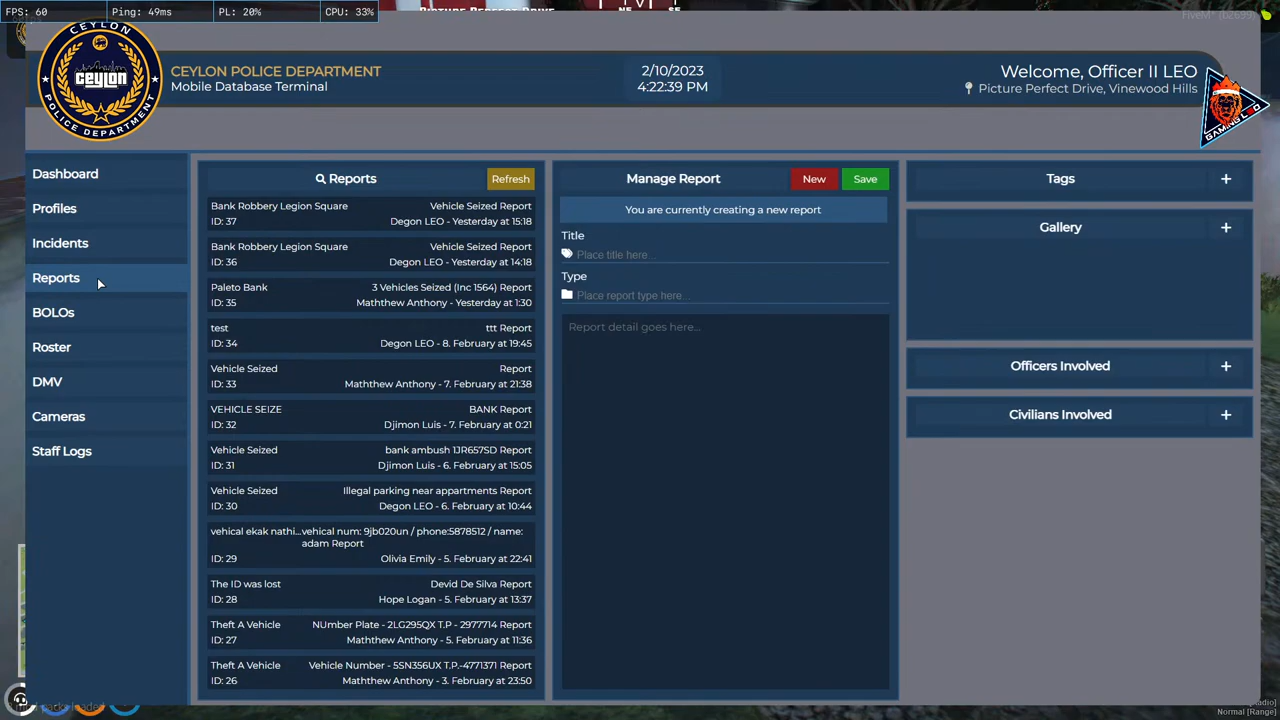 FPS: 60 Ping: 49ms PL: 20% CPU: 33%
NE SE
CEYLON POLICE DEPARTMENT
Mobile Database Terminal
2/10/2023
4:22:39 PM
Welcome, Officer II LEO
Picture Perfect Drive, Vinewood Hills
CEYLON
Ceylon
POLICE DEPARTMENT
Dashboard
Profiles
Incidents
Reports
BOLOs
Roster
DMV
Cameras
Staff Logs
Reports Refresh
Bank Robbery Legion Square Vehicle Seized Report
ID: 37 Degon LEO - Yesterday at 15:18
Bank Robbery Legion Square Vehicle Seized Report
ID: 36 Degon LEO - Yesterday at 14:18
Paleto Bank 3 Vehicles Seized (Inc 1564) Report
ID: 35 Maththew Anthony - Yesterday at 1:30
test ttt Report
ID: 34 Degon LEO - 8. February at 19:45
Vehicle Seized Report
ID: 33 Maththew Anthony - 7. February at 21:38
VEHICLE SEIZE BANK Report
ID: 32 Djimon Luis - 7. February at 0:21
Vehicle Seized bank ambush 1JR657SD Report
ID: 31 Djimon Luis - 6. February at 15:05
Vehicle Seized Illegal parking near appartments Report
ID: 30 Degon LEO - 6. February at 10:44
vehical ekak nathi...vehical num: 9jb020un / phone:5878512 / name:
adam Report
ID: 29 Olivia Emily - 5. February at 22:41
The ID was lost Devid De Silva Report
ID: 28 Hope Logan - 5. February at 13:37
Theft A Vehicle NUmber Plate - 2LG295QX T.P - 2977714 Report
ID: 27 Maththew Anthony - 5. February at 11:36
Theft A Vehicle Vehicle Number - 5SN356UX T.P.-4771371 Report
ID: 26 Maththew Anthony - 3. February at 23:50
Manage Report New Save
You are currently creating a new report
Title
Place title here...
Type
Place report type here...
Report detail goes here...
Tags +
Gallery +
Officers Involved +
Civilians Involved +
Normal [Range]